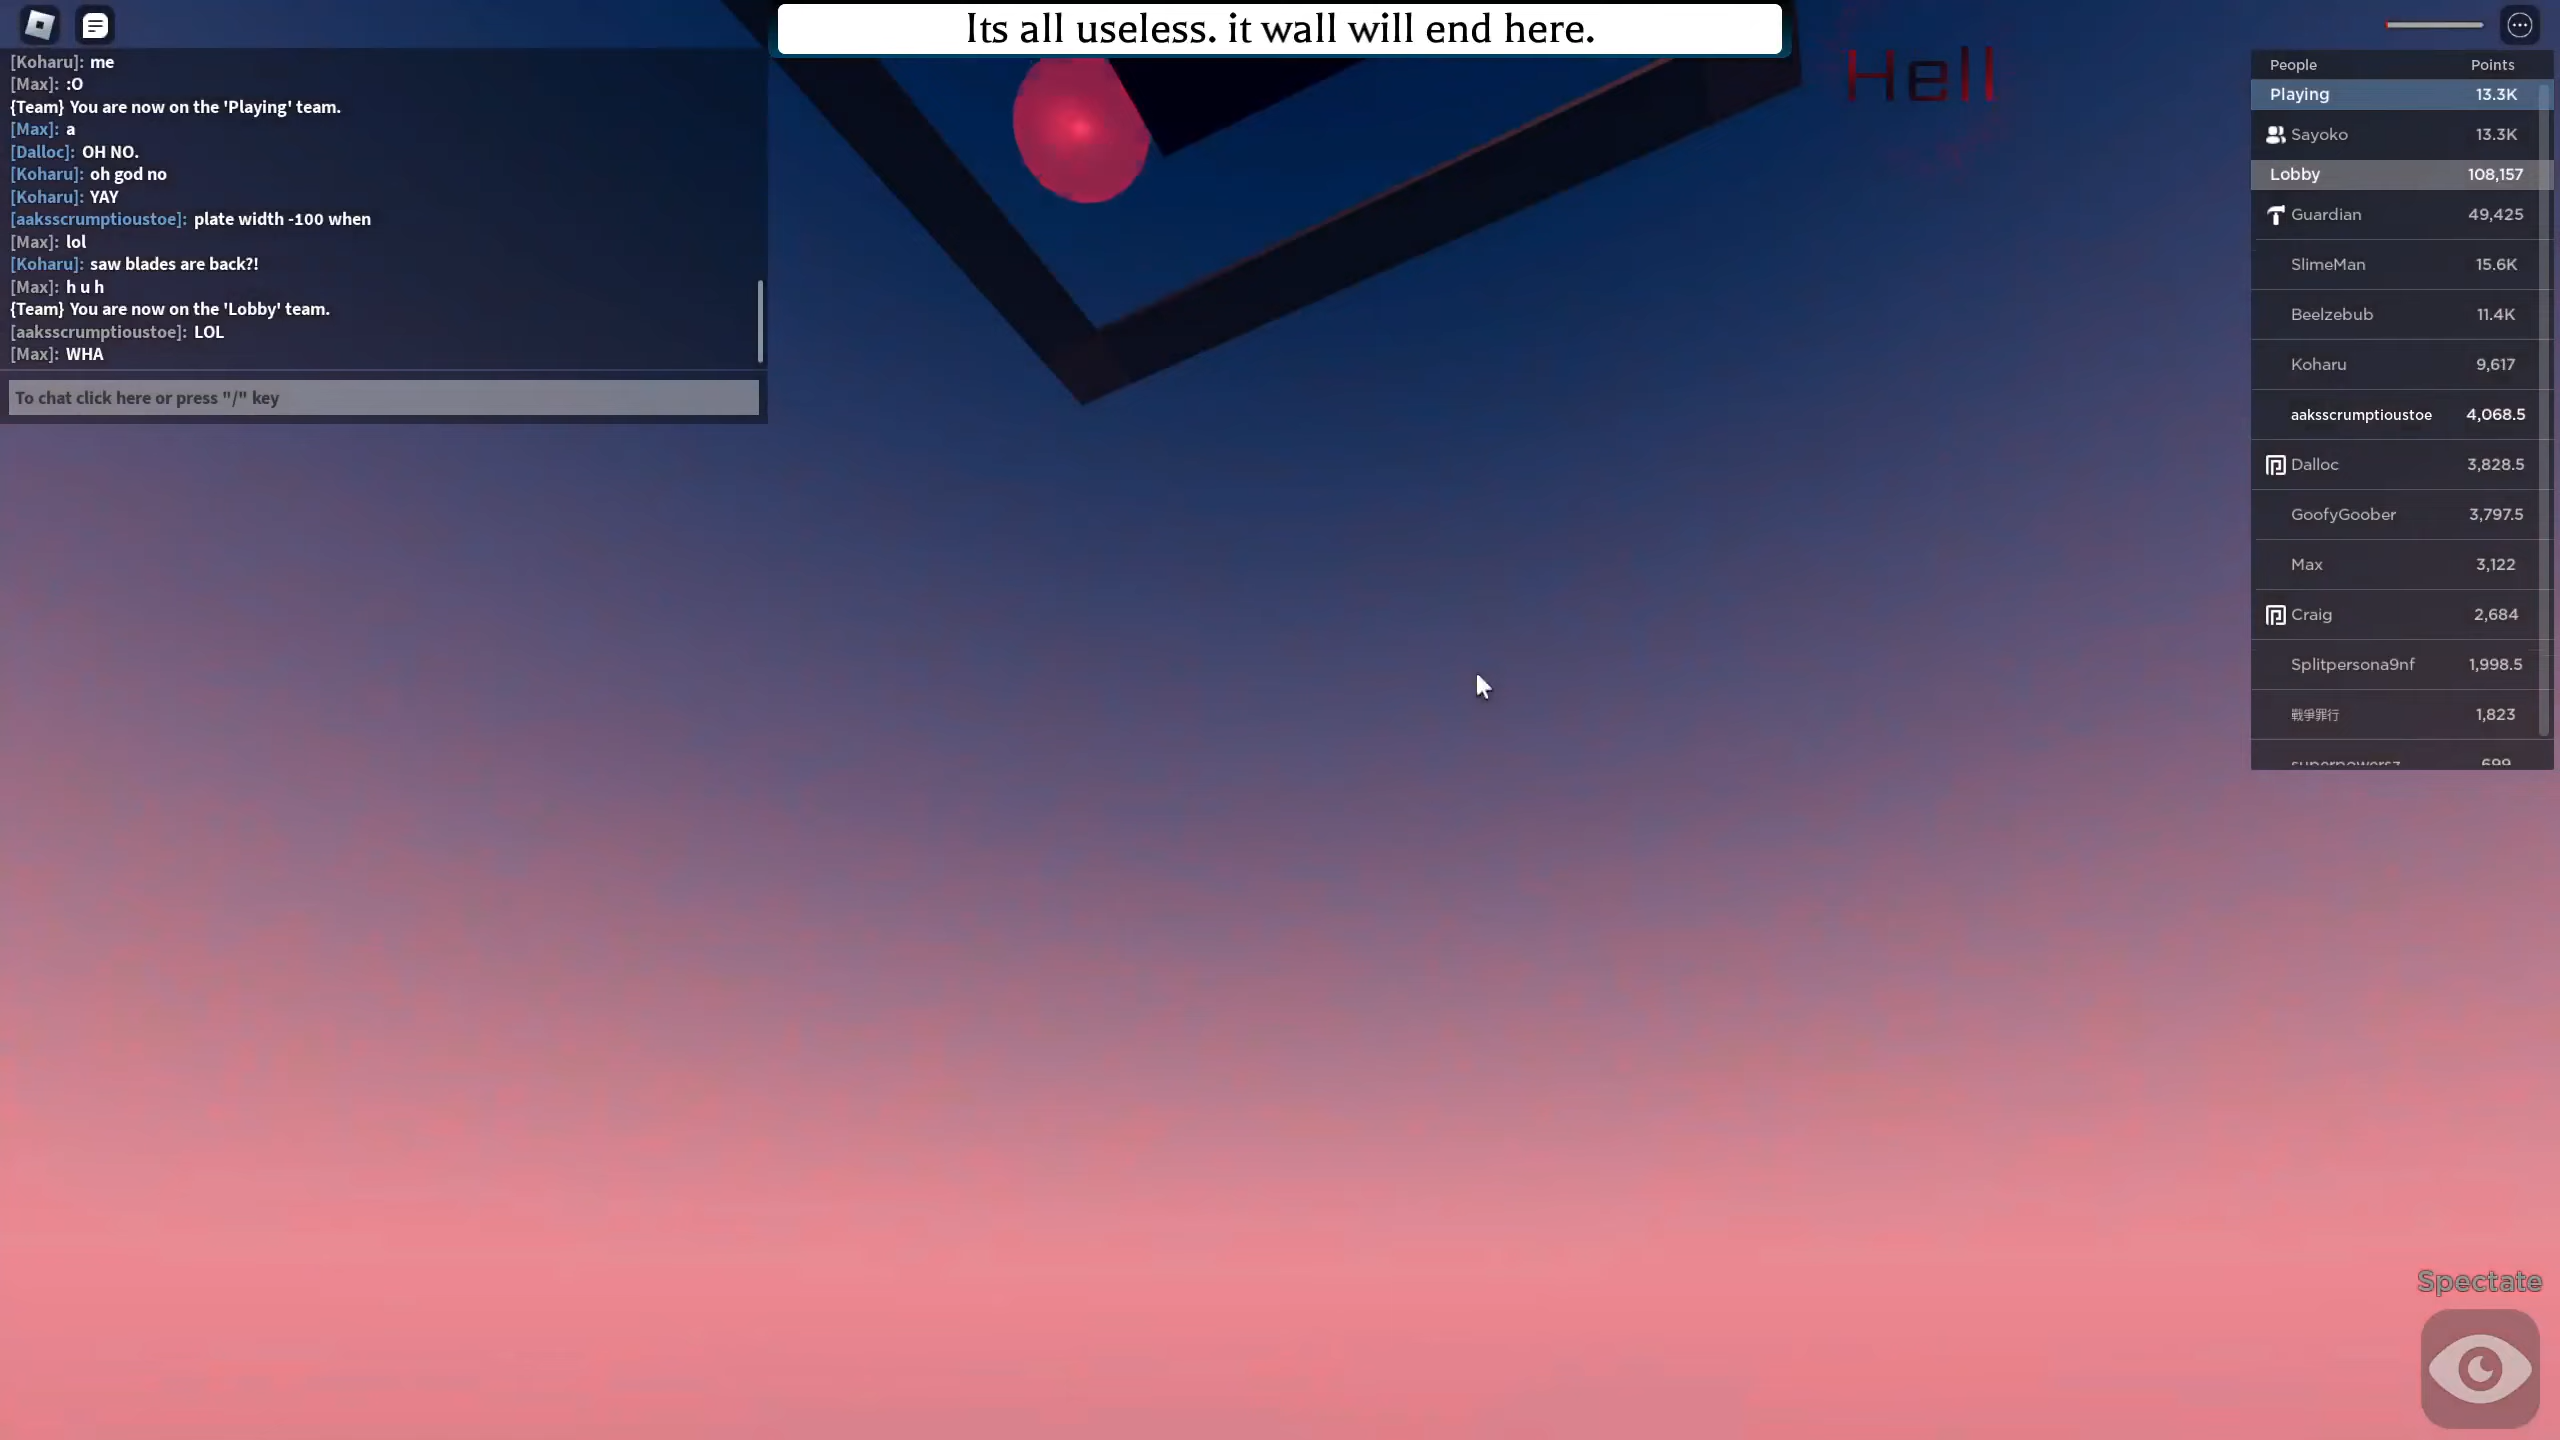 Its all useless. it wall will end here.
[Koharu]: me
[Max]: :O
{Team} You are now on the 'Playing' team.
[Max]: a
[Dalloc]: OH NO.
[Koharu]: oh god no
[Koharu]: YAY
[aaksscrumptioustoe]: plate width -100 when
[Max]: lol
[Koharu]: saw blades are back?!
[Max]: h u h
{Team} You are now on the 'Lobby' team.
[aaksscrumptioustoe]: LOL
[Max]: WHA
To chat click here or press "/" key
Hell
People Points
Playing 13.3K
Sayoko 13.3K
Lobby 108,157
Guardian 49,425
SlimeMan 15.6K
Beelzebub 11.4K
Koharu 9,617
aaksscrumptioustoe 4,068.5
Dalloc 3,828.5
GoofyGoober 3,797.5
Max 3,122
Craig 2,684
Splitpersona9nf 1,998.5
戰爭罪行 1,823
Spectate